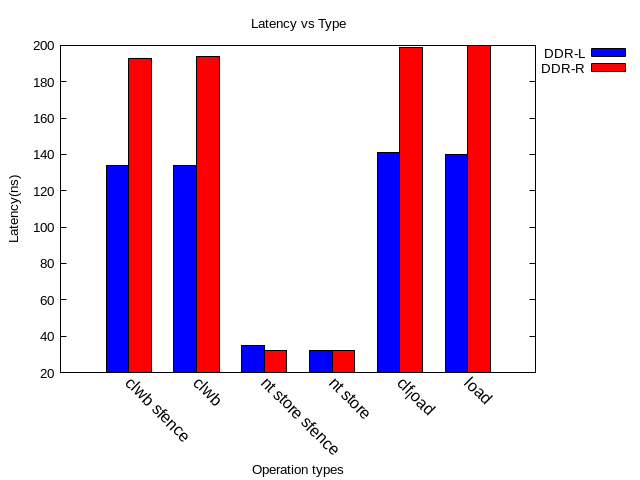 Latency vs Type
DDR-L
DDR-R
200
180
160
140
120
100
80
60
40
20
Latency(ns)
clwb sfence
clwb
nt store sfence
nt store
clfload
load
Operation types